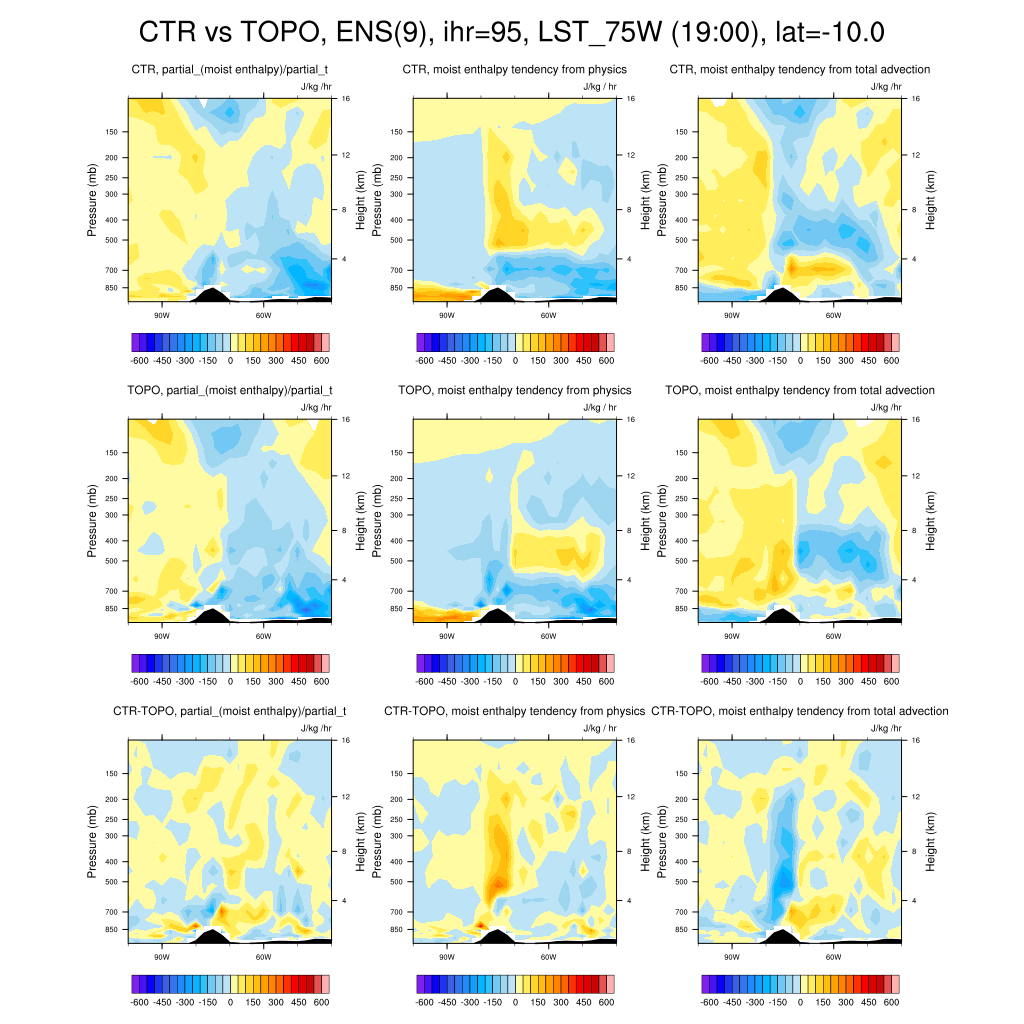 CTR vs TOPO, ENS(9), ihr=95, LST_75W (19:00), lat=-10.0
CTR, partial_(moist enthalpy)/partial_t
J/kg /hr
Pressure (mb)
150
200
250
300
400
500
700
850
16
12
8
4
Height (km)
90W 60W
-600 -450 -300 -150 0 150 300 450 600
CTR, moist enthalpy tendency from physics
J/kg /hr
Pressure (mb)
150
200
250
300
400
500
700
850
16
12
8
4
Height (km)
90W 60W
-600 -450 -300 -150 0 150 300 450 600
CTR, moist enthalpy tendency from total advection
J/kg /hr
Pressure (mb)
150
200
250
300
400
500
700
850
16
12
8
4
Height (km)
90W 60W
-600 -450 -300 -150 0 150 300 450 600
TOPO, partial_(moist enthalpy)/partial_t
J/kg /hr
Pressure (mb)
150
200
250
300
400
500
700
850
16
12
8
4
Height (km)
90W 60W
-600 -450 -300 -150 0 150 300 450 600
TOPO, moist enthalpy tendency from physics
J/kg /hr
Pressure (mb)
150
200
250
300
400
500
700
850
16
12
8
4
Height (km)
90W 60W
-600 -450 -300 -150 0 150 300 450 600
TOPO, moist enthalpy tendency from total advection
J/kg /hr
Pressure (mb)
150
200
250
300
400
500
700
850
16
12
8
4
Height (km)
90W 60W
-600 -450 -300 -150 0 150 300 450 600
CTR-TOPO, partial_(moist enthalpy)/partial_t
J/kg /hr
Pressure (mb)
150
200
250
300
400
500
700
850
16
12
8
4
Height (km)
90W 60W
-600 -450 -300 -150 0 150 300 450 600
CTR-TOPO, moist enthalpy tendency from physics
J/kg / hr
Pressure (mb)
150
200
250
300
400
500
700
850
16
12
8
4
Height (km)
90W 60W
-600 -450 -300 -150 0 150 300 450 600
CTR-TOPO, moist enthalpy tendency from total advection
J/kg /hr
Pressure (mb)
150
200
250
300
400
500
700
850
16
12
8
4
Height (km)
90W 60W
-600 -450 -300 -150 0 150 300 450 600